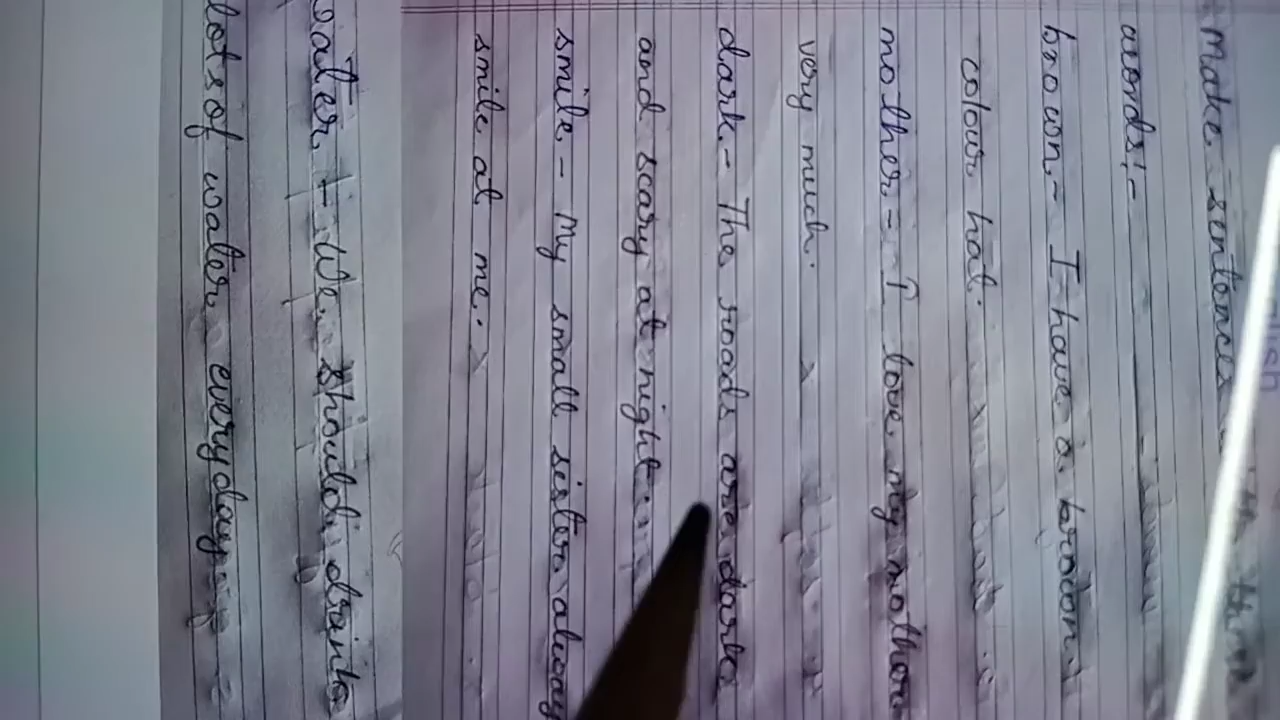 Make sentences
words:-
brown - I have a brown
colour hat.
mother - I love my mother
very much.
dark - The roads are dark
and scary at night.
smile - My small sister always
smile at me.
water - We should drink
lots of water everyday